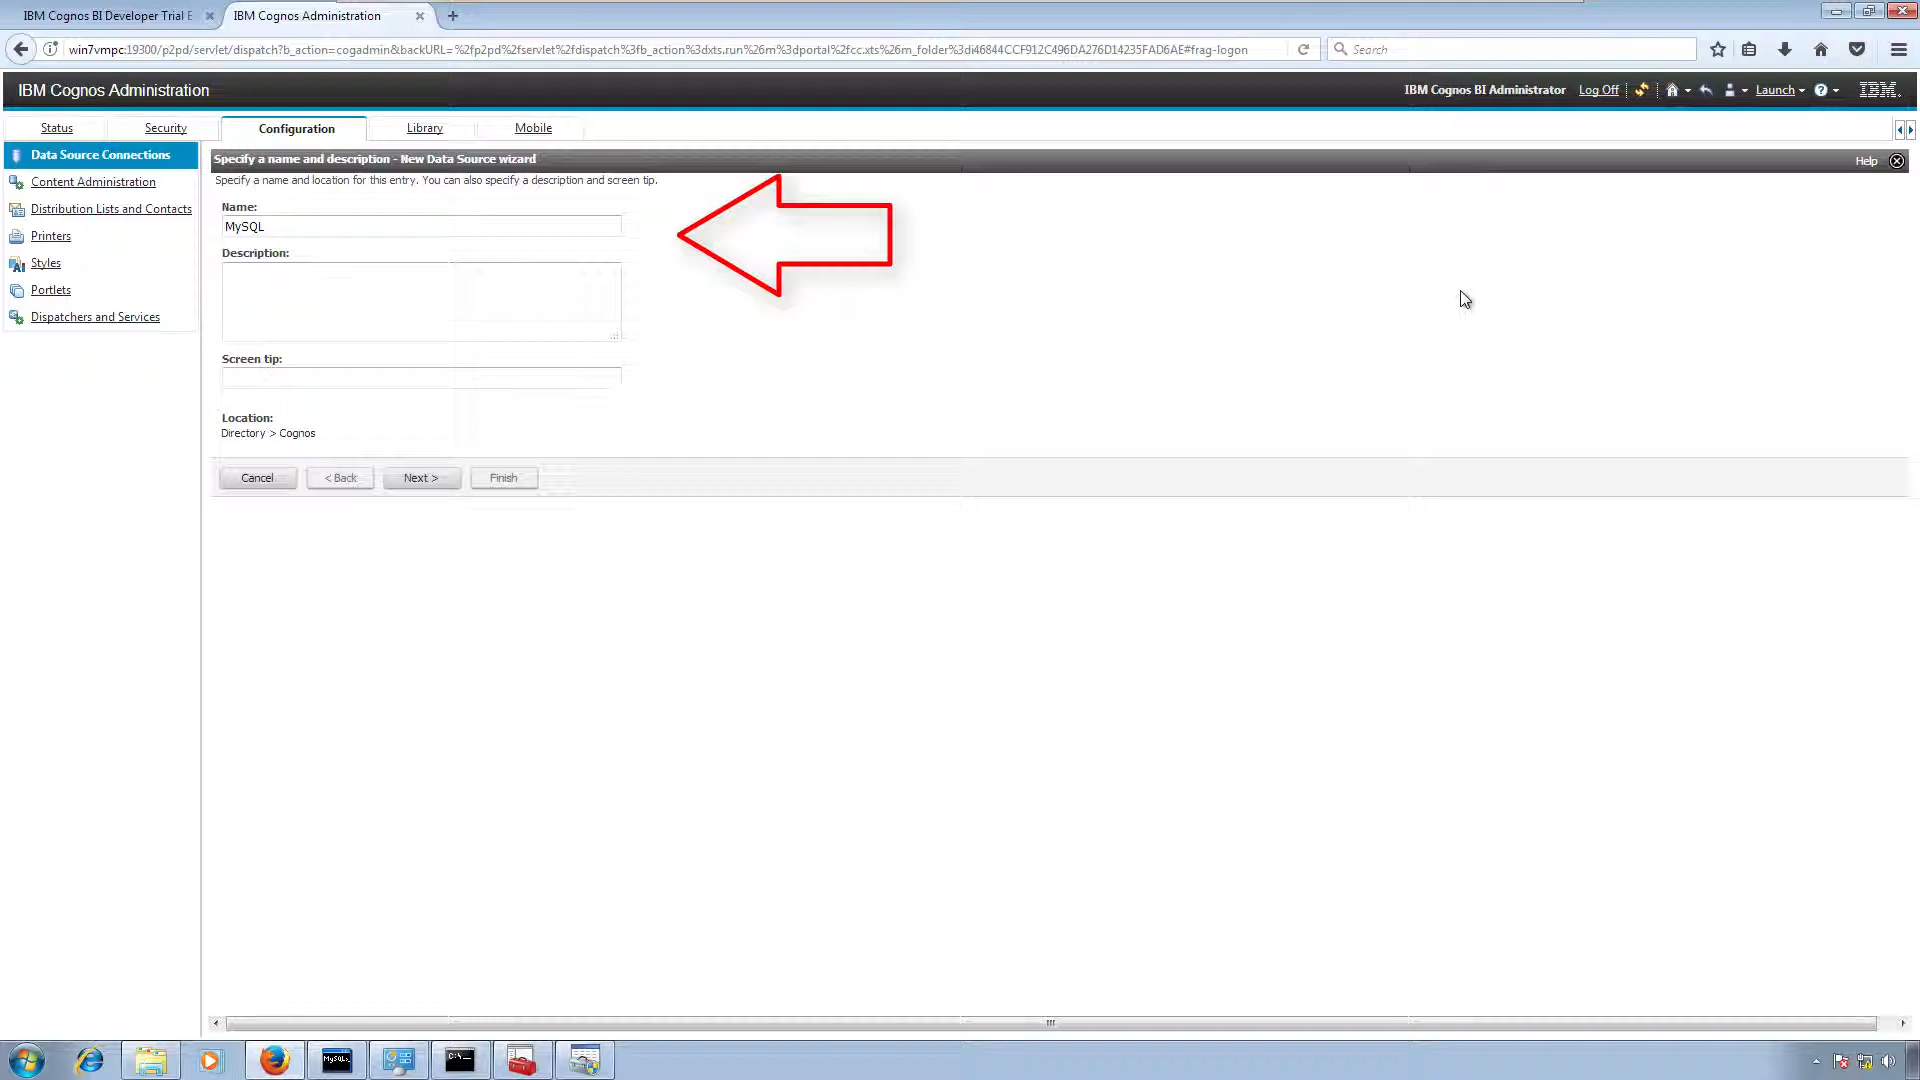 IBM Cognos BI Developer Trial E
IBM Cognos Administration
win7vmpc:19300/p2pd/servlet/dispatch?b_action=cogadmin&backURL=%2fp2pd%2fservlet%2fdispatch%3fb_action%3dxts.run%26m%3dportal%2fcc.xts%26m_folder%3di46844CCF912C496DA276D14235FAD6AE#frag-logon
Search
IBM Cognos Administration
IBM Cognos BI Administrator
Log Off
Launch
IBM.
Status
Security
Configuration
Library
Mobile
Data Source Connections
Content Administration
Distribution Lists and Contacts
Printers
Styles
Portlets
Dispatchers and Services
Specify a name and description - New Data Source wizard
Help
Specify a name and location for this entry. You can also specify a description and screen tip.
Name:
MySQL
Description:
Screen tip:
Location:
Directory > Cognos
Cancel
< Back
Next >
Finish